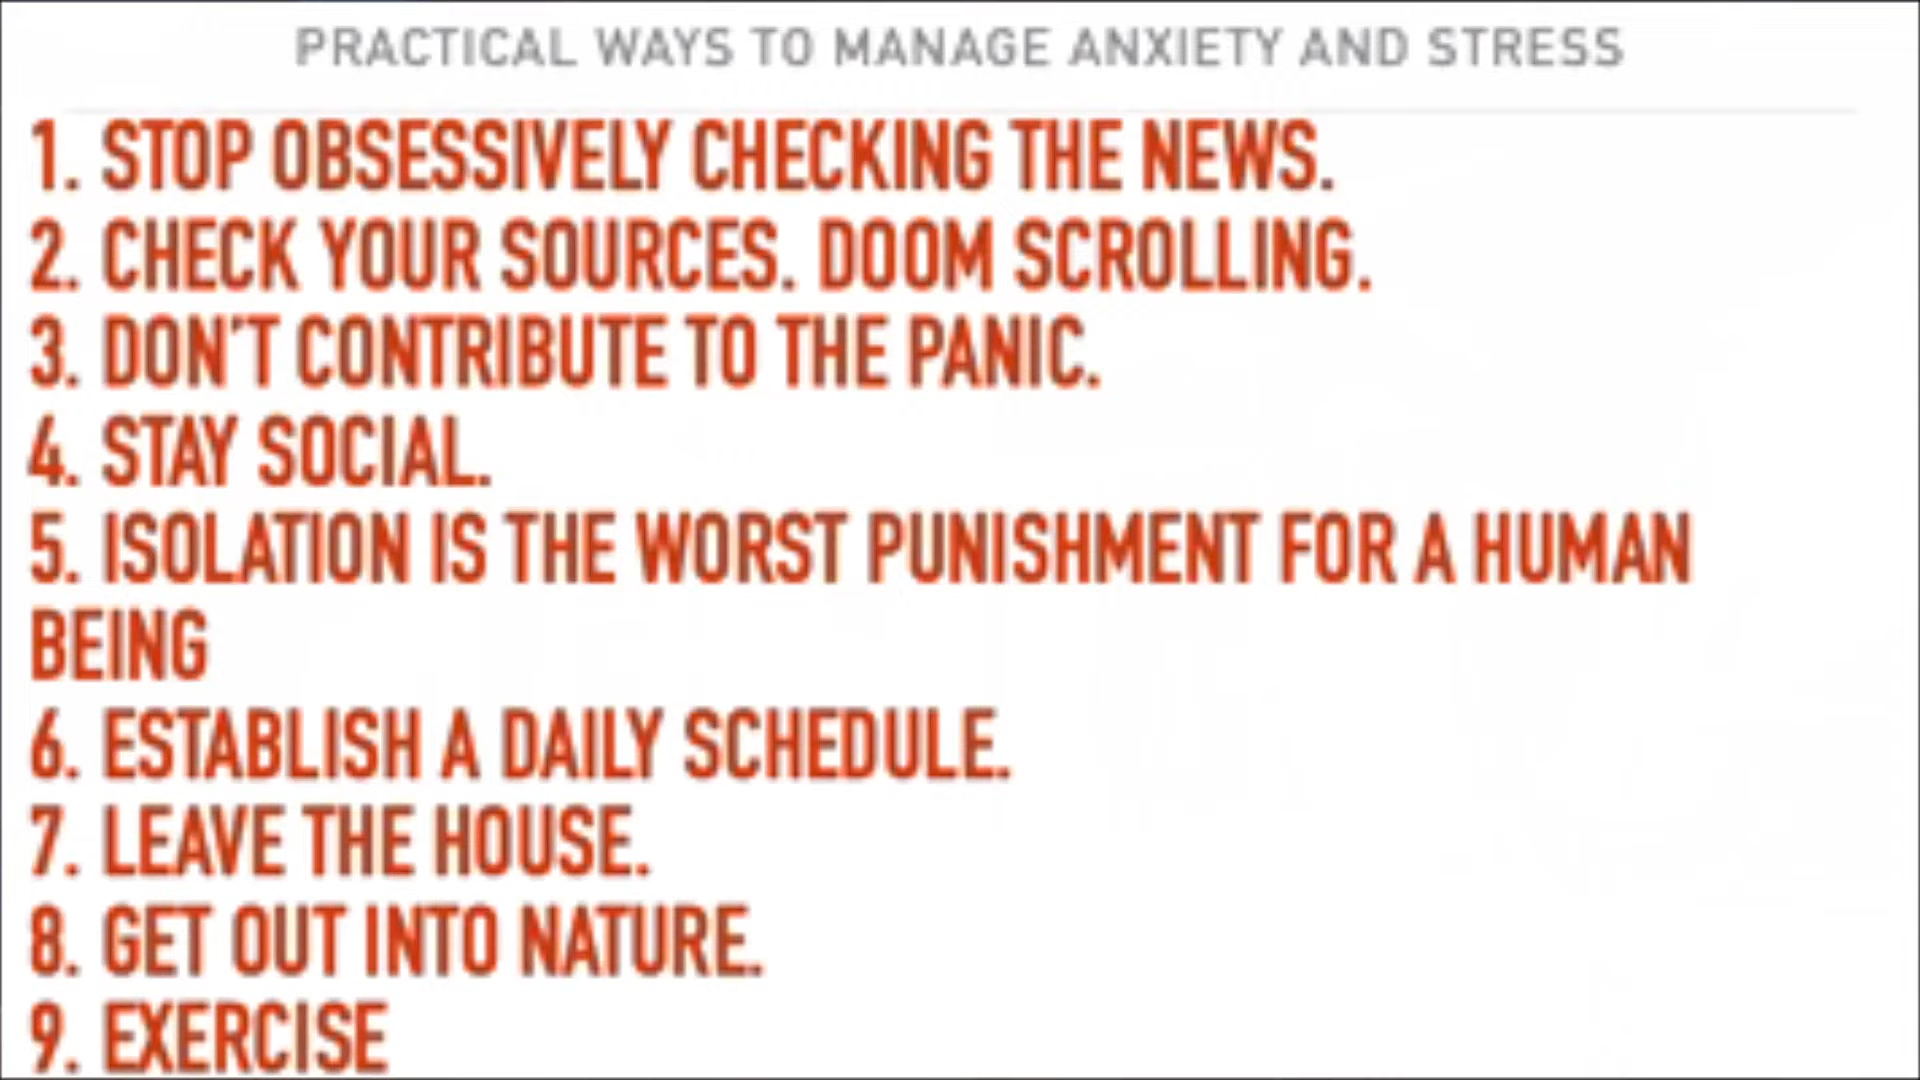 PRACTICAL WAYS TO MANAGE ANXIETY AND STRESS
1. STOP OBSESSIVELY CHECKING THE NEWS.
2. CHECK YOUR SOURCES. DOOM SCROLLING.
3. DON'T CONTRIBUTE TO THE PANIC.
4. STAY SOCIAL.
5. ISOLATION IS THE WORST PUNISHMENT FOR A HUMAN
BEING
6. ESTABLISH A DAILY SCHEDULE.
7. LEAVE THE HOUSE.
8. GET OUT INTO NATURE.
9. EXERCISE